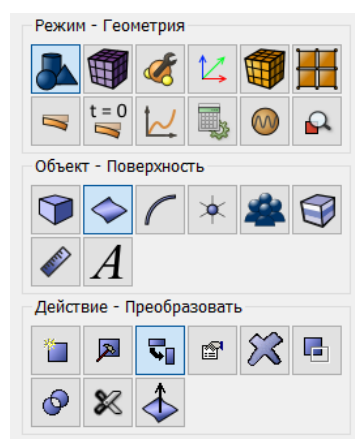 Режим - Геометрия
t = 0
Объект - Поверхность
A
Действие - Преобразовать